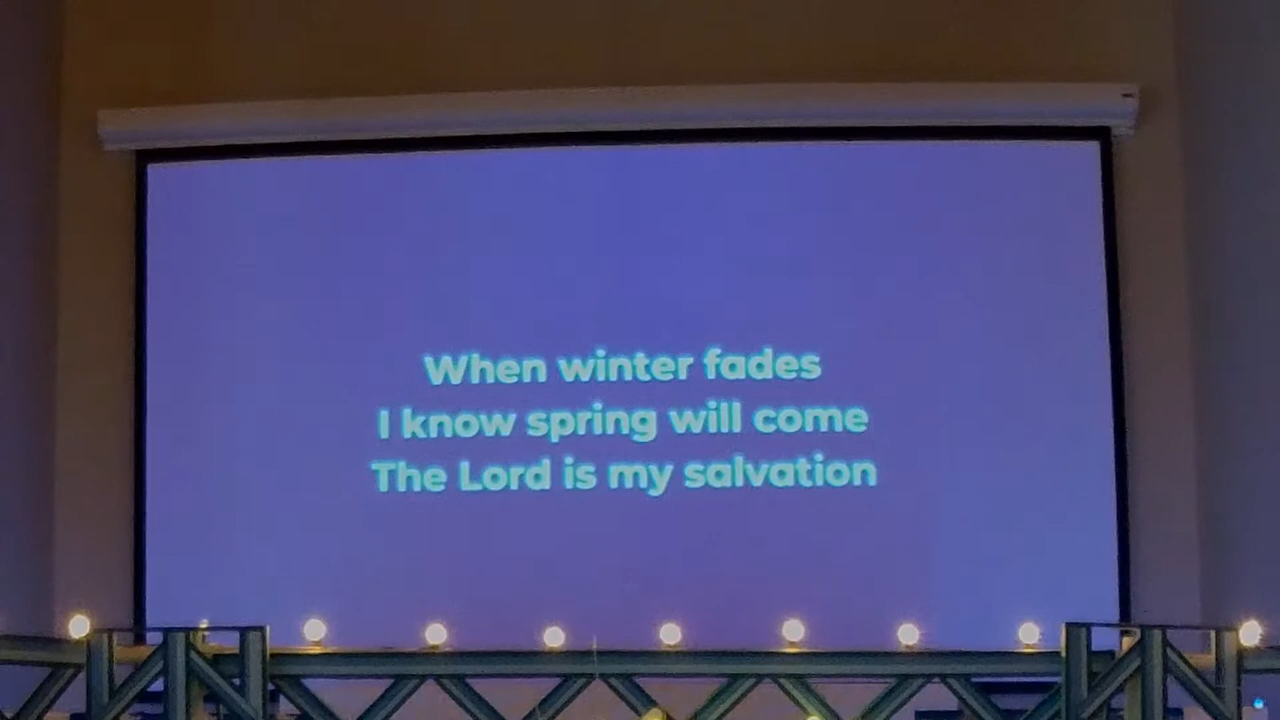 When winter fades
I know spring will come
The Lord is my salvation